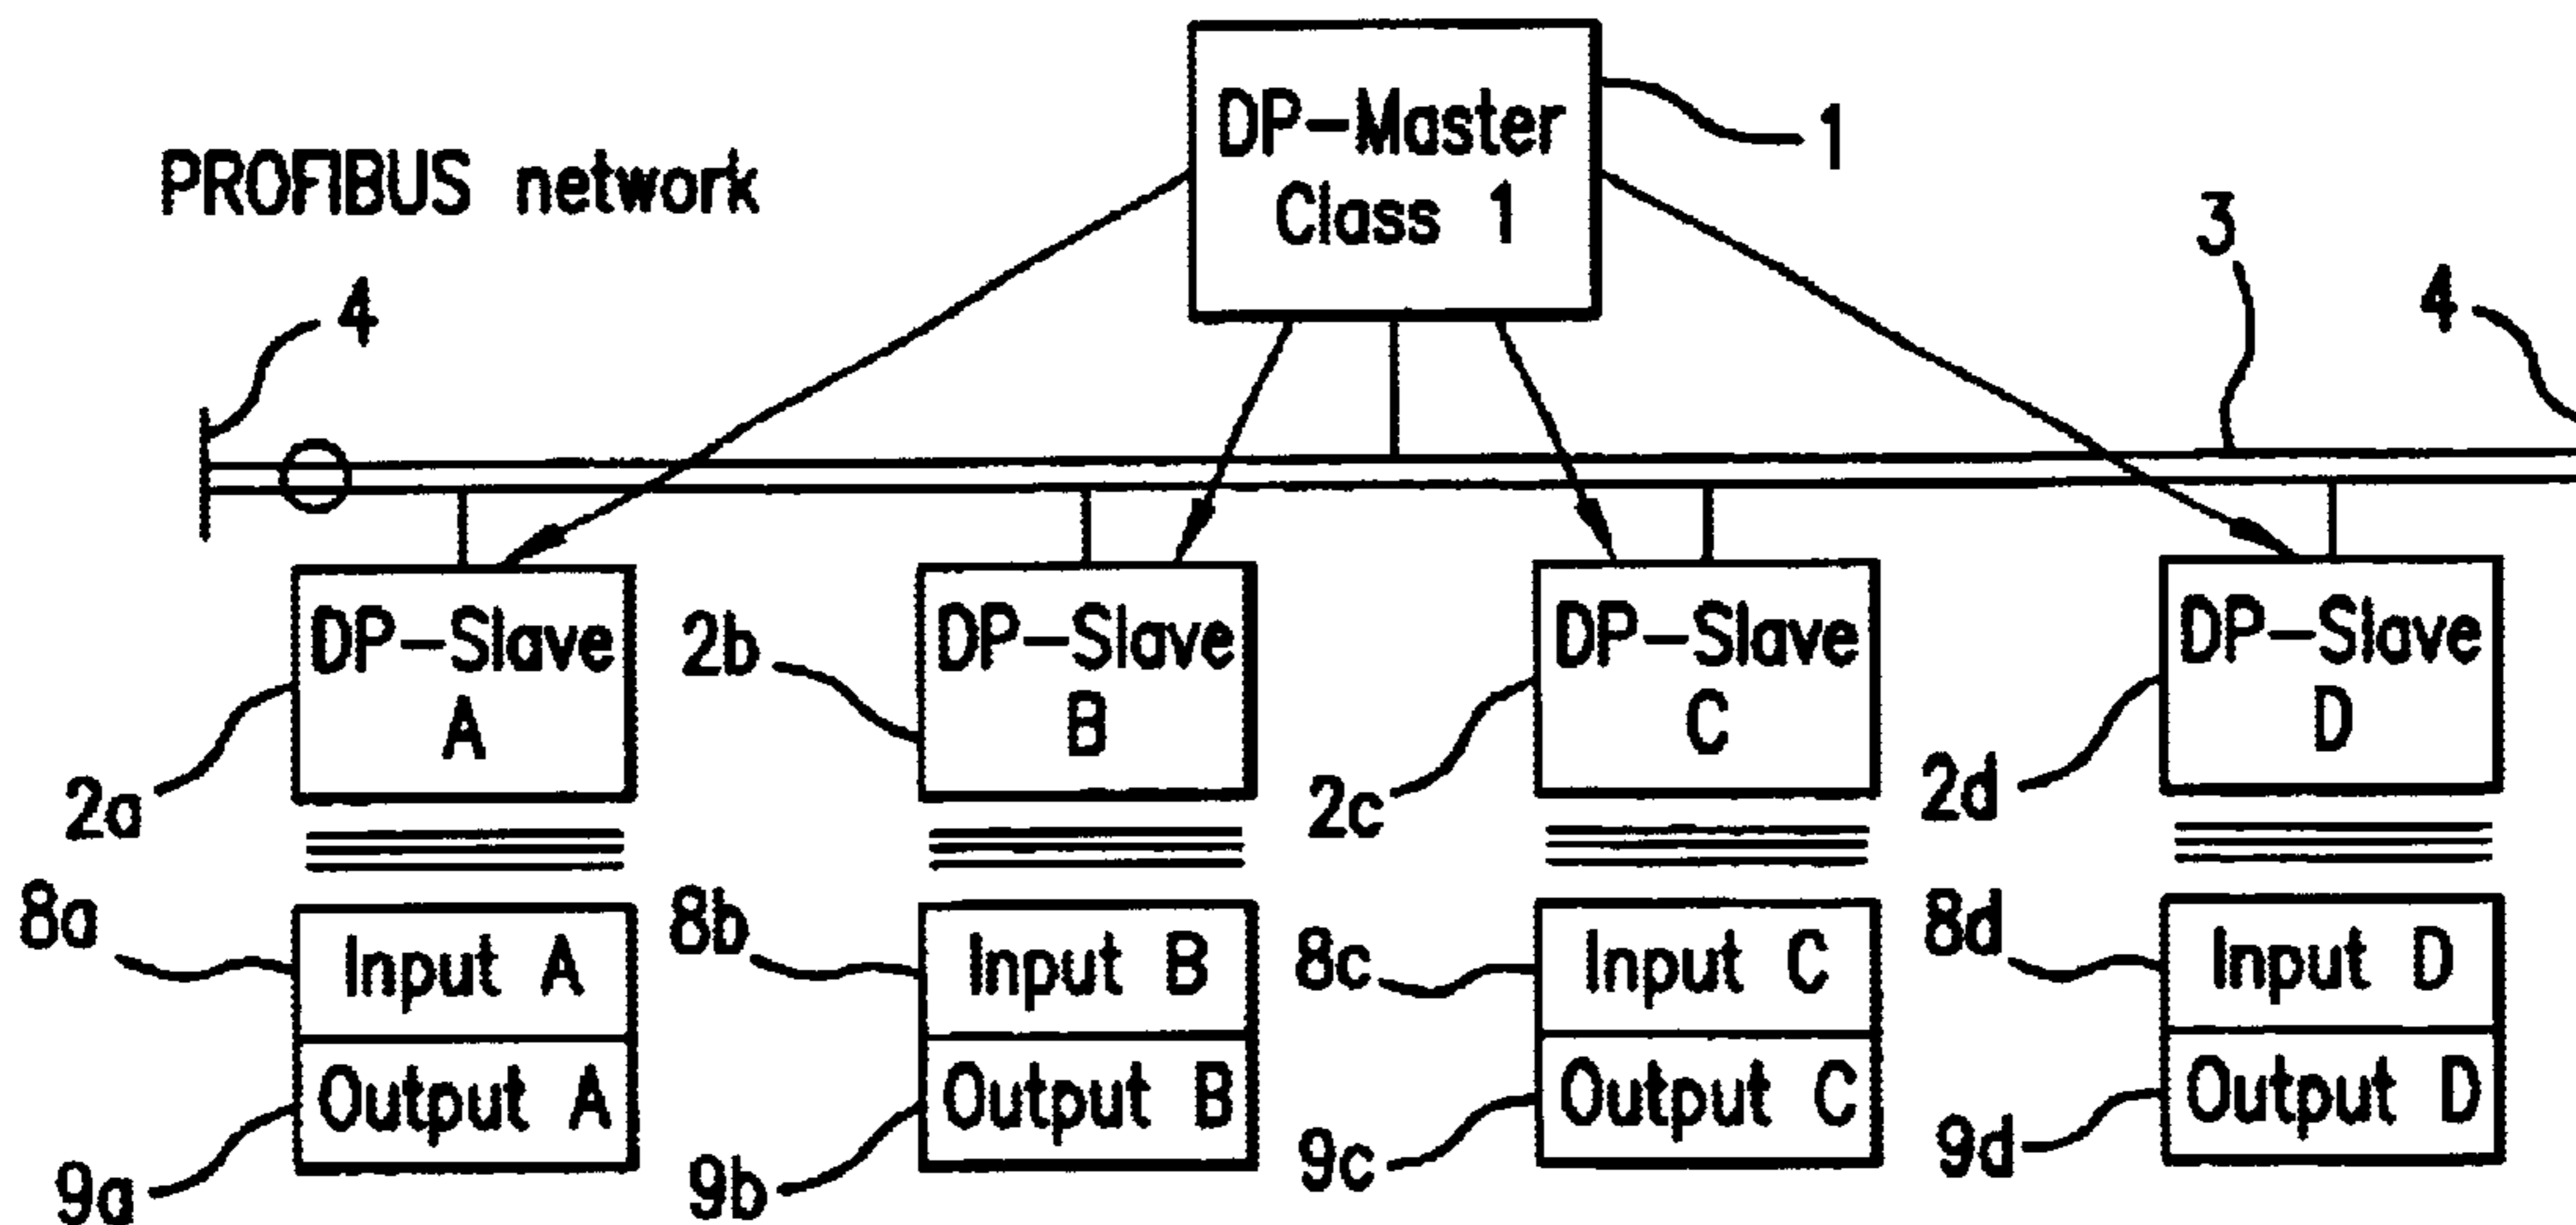 DP-Master
Class 1
1
PROFIBUS network
3
4
4
DP-Slave
A
2b
DP-Slave
B
DP-Slave
C
DP-Slave
D
2a
2c
2d
8a
Input A
8b
Input B
8c
Input C
8d
Input D
Output A
Output B
Output C
Output D
9a
9b
9c
9d